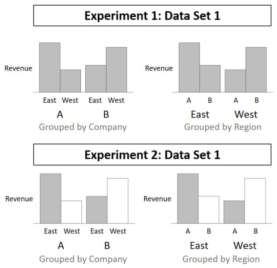 Experiment 1: Data Set 1
Revenue Revenue
East West East West A B A B
A B East West
Grouped by Company Grouped by Region
Experiment 2: Data Set 1
Revenue Revenue
East West East West A B A B
A B East West
Grouped by Company Grouped by Region